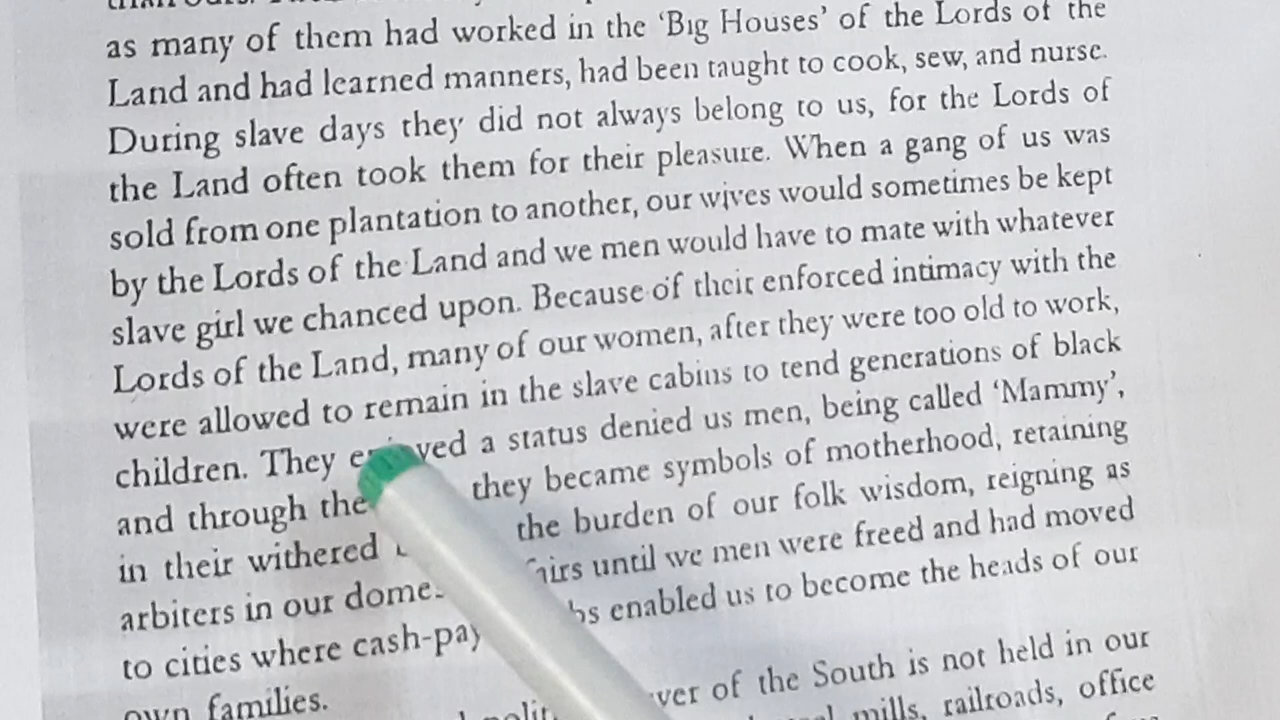 as many of them had worked in the ‘Big Houses’ of the Lords of the
Land and had learned manners, had been taught to cook, sew, and nurse.
During slave days they did not always belong to us, for the Lords of
the Land often took them for their pleasure. When a gang of us was
sold from one plantation to another, our wives would sometimes be kept
by the Lords of the Land and we men would have to mate with whatever
slave girl we chanced upon. Because of their enforced intimacy with the
Lords of the Land, many of our women, after they were too old to work,
were allowed to remain in the slave cabins to tend generations of black
children. They a status denied us men, being called ‘Mammy’,
and through the they became symbols of motherhood, retaining
in their withered the burden of our folk wisdom, reigning as
arbiters in our until we men were freed and had moved
to cities where enabled us to become the heads of our
own families.
of the South is not held in our
mills, railroads, office